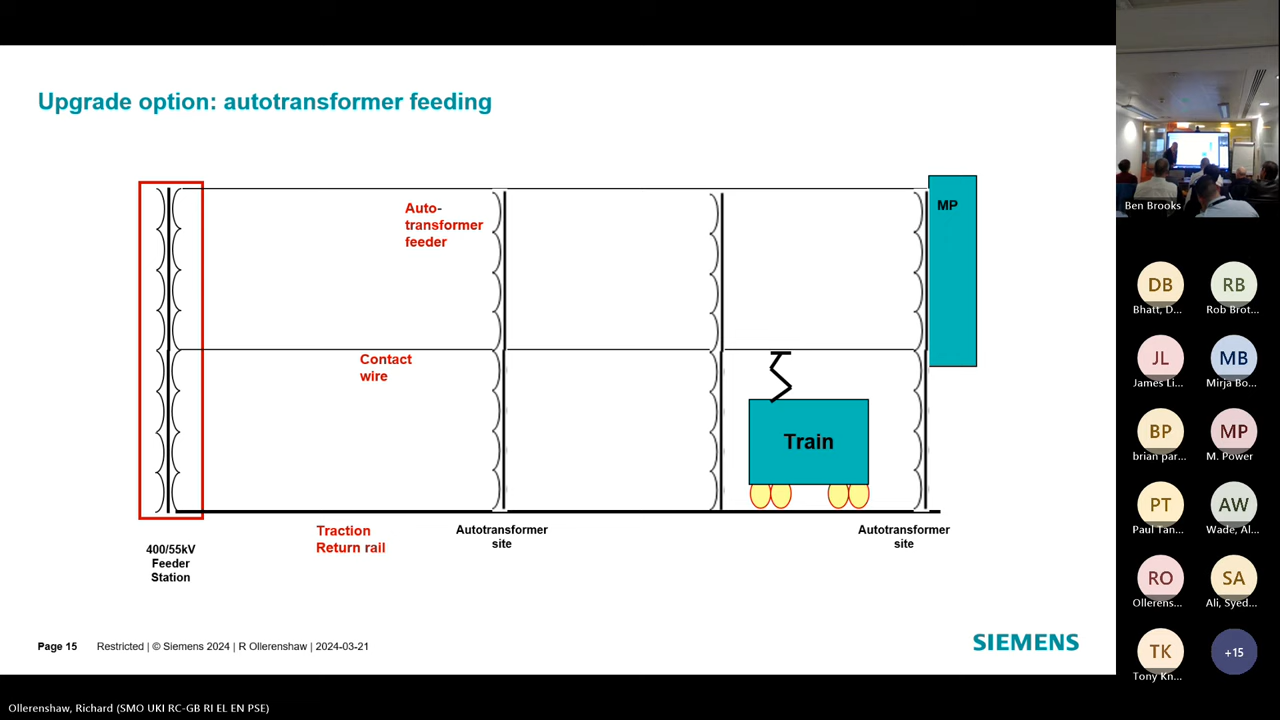 Upgrade option: autotransformer feeding
MP
Auto-
transformer
feeder
Contact
wire
Train
Traction
Return rail
Autotransformer
site
Autotransformer
site
400/55kV
Feeder
Station
Page 15 Restricted | © Siemens 2024 | R Ollerenshaw | 2024-03-21
SIEMENS
Ollerenshaw, Richard (SMO UKI RC-GB RI EL EN PSE)
Ben Brooks
DB RB
Bhatt, D... Rob Brot...
JL MB
James Li... Mirja Bo...
BP MP
brian par... M. Power
PT AW
Paul Tan... Wade, Al...
RO SA
Ollerens... Ali, Syed...
TK +15
Tony Kn...